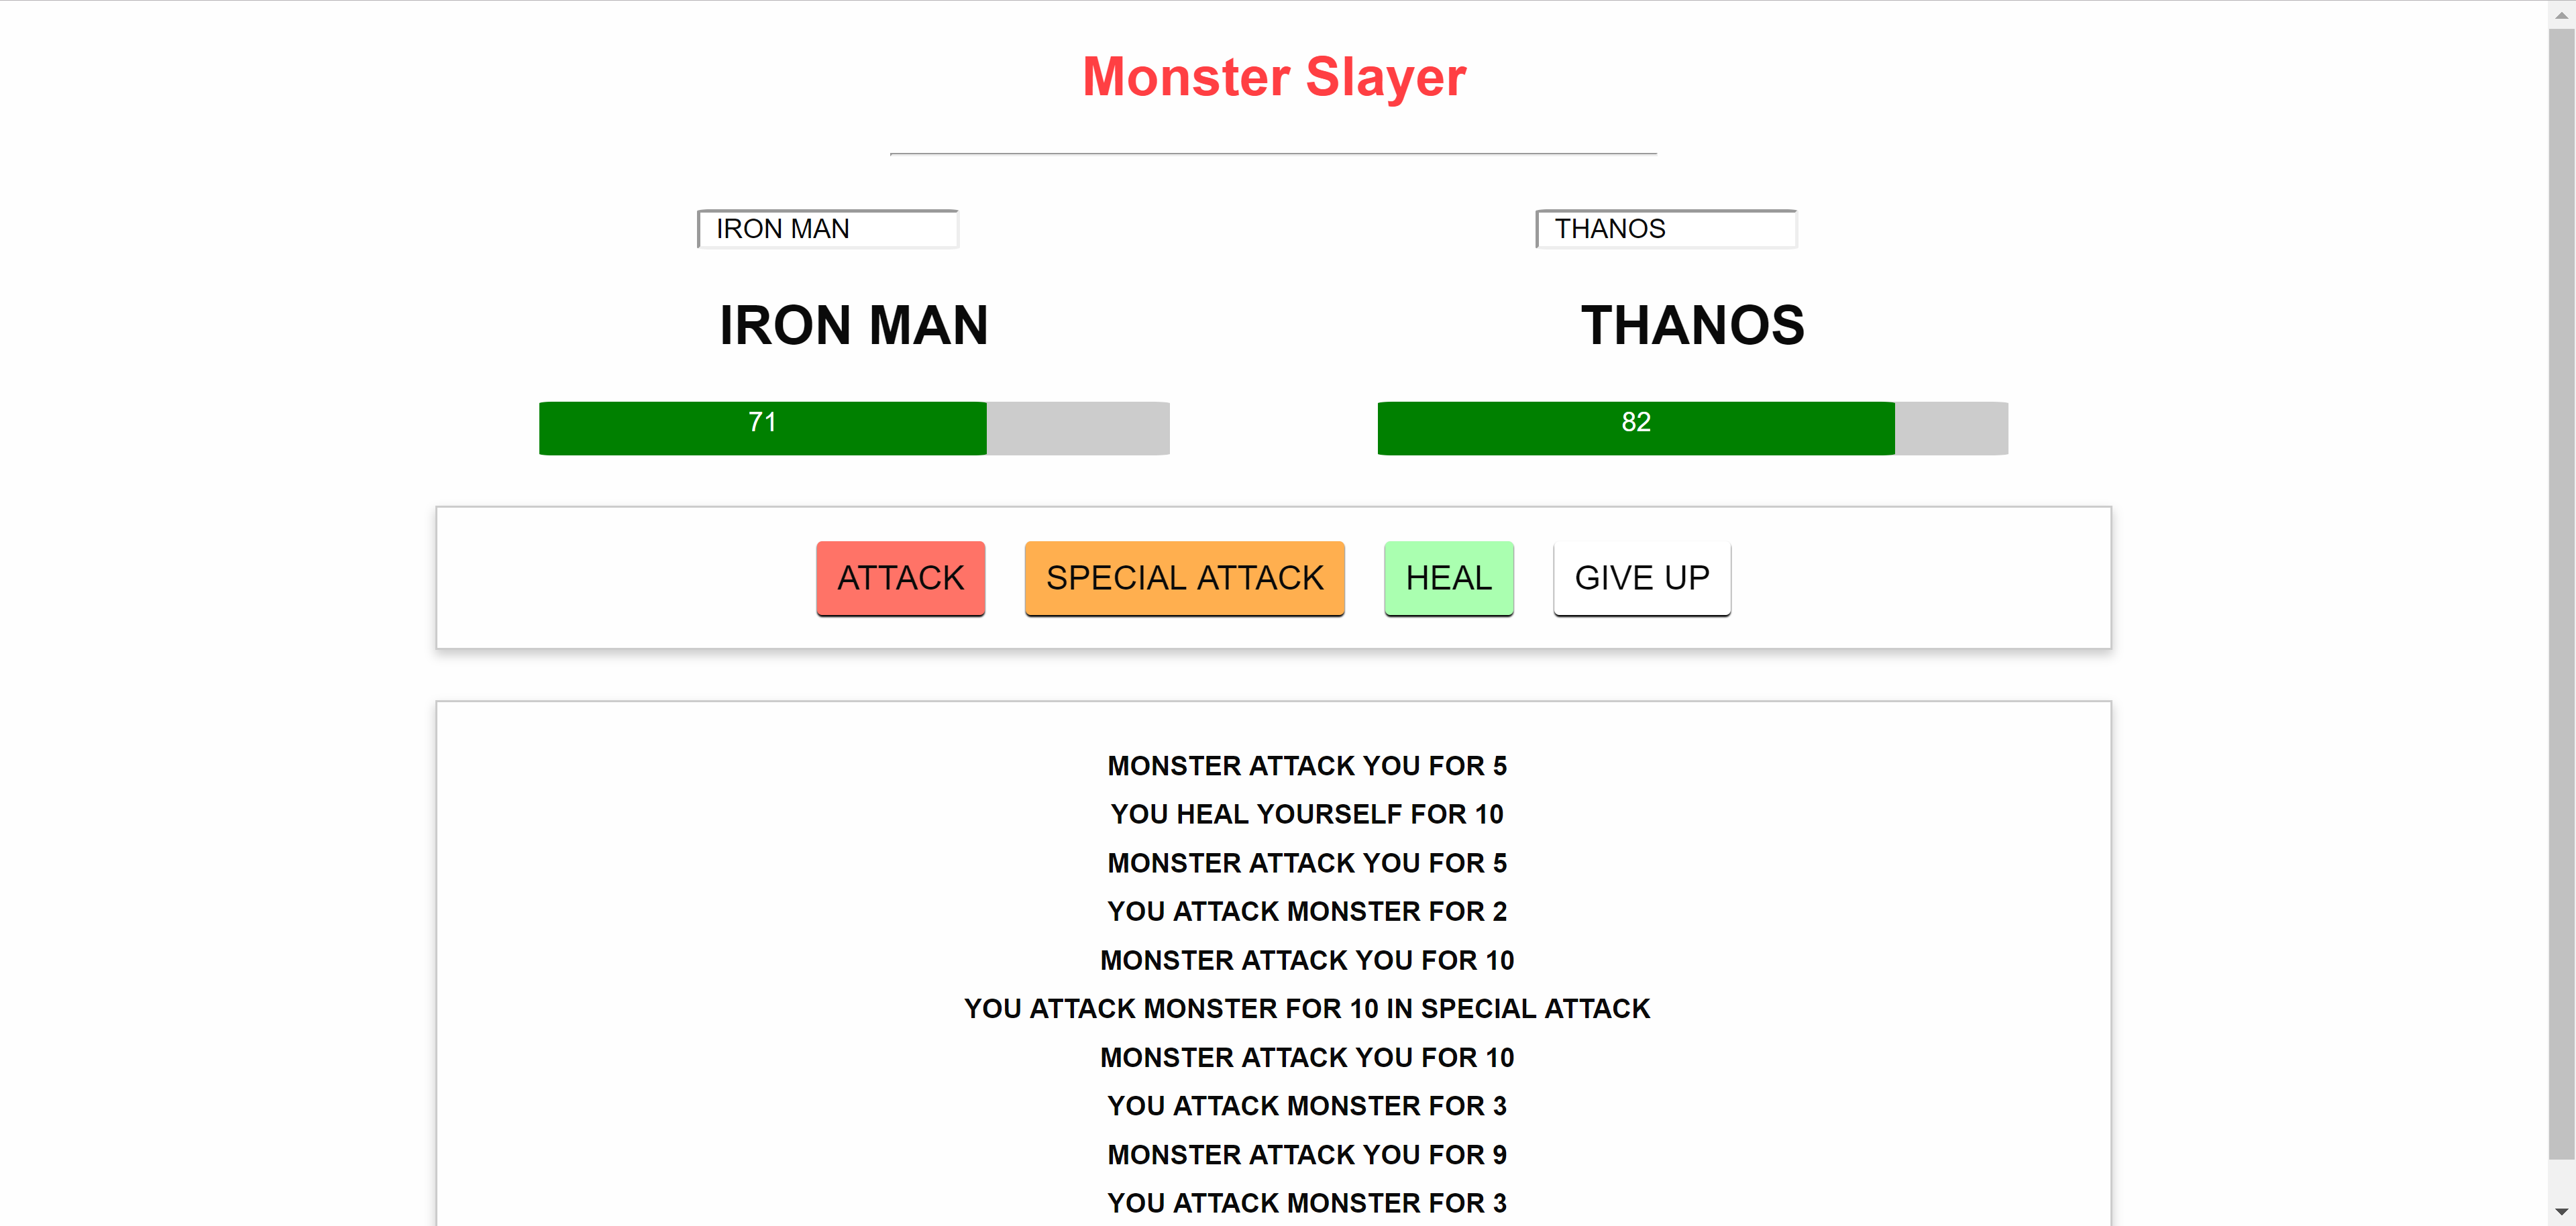 Monster Slayer
IRON MAN
THANOS
IRON MAN
THANOS
71
82
ATTACK
SPECIAL ATTACK
HEAL
GIVE UP
MONSTER ATTACK YOU FOR 5
YOU HEAL YOURSELF FOR 10
MONSTER ATTACK YOU FOR 5
YOU ATTACK MONSTER FOR 2
MONSTER ATTACK YOU FOR 10
YOU ATTACK MONSTER FOR 10 IN SPECIAL ATTACK
MONSTER ATTACK YOU FOR 10
YOU ATTACK MONSTER FOR 3
MONSTER ATTACK YOU FOR 9
YOU ATTACK MONSTER FOR 3